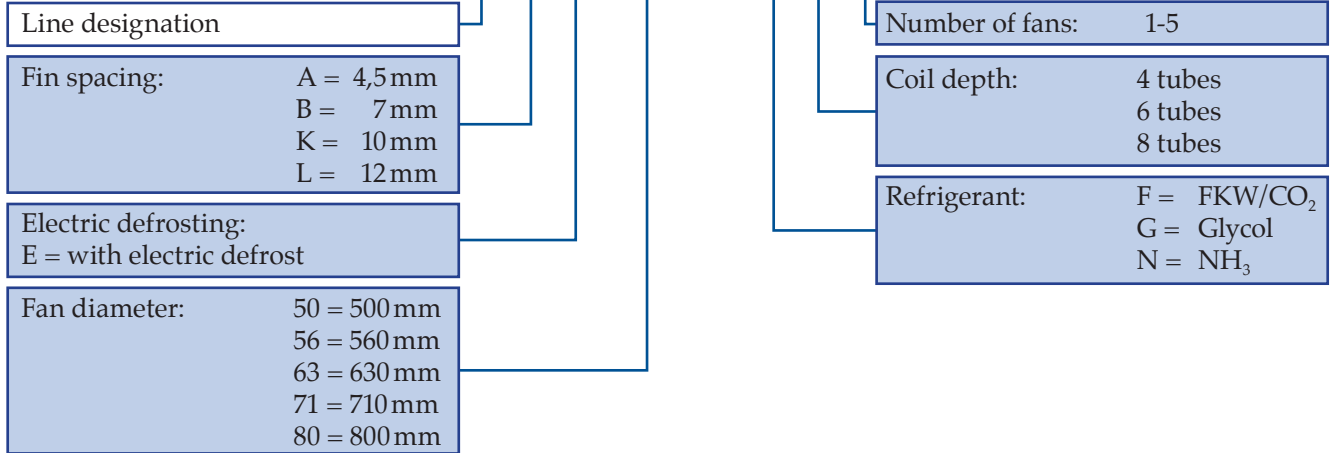 Line designation
Fin spacing: A = 4,5 mm
B = 7 mm
K = 10 mm
L = 12 mm
Electric defrosting:
E = with electric defrost
Fan diameter: 50 = 500 mm
56 = 560 mm
63 = 630 mm
71 = 710 mm
80 = 800 mm
Number of fans: 1-5
Coil depth: 4 tubes
6 tubes
8 tubes
Refrigerant: F = FKW/CO₂
G = Glycol
N = NH₃